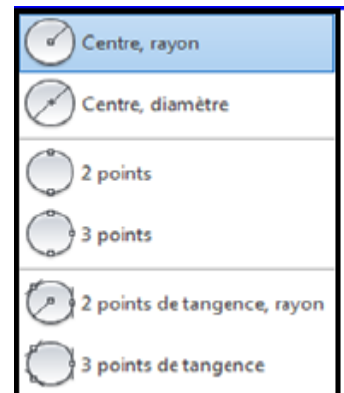 Centre, rayon
Centre, diamètre
2 points
3 points
2 points de tangence, rayon
3 points de tangence